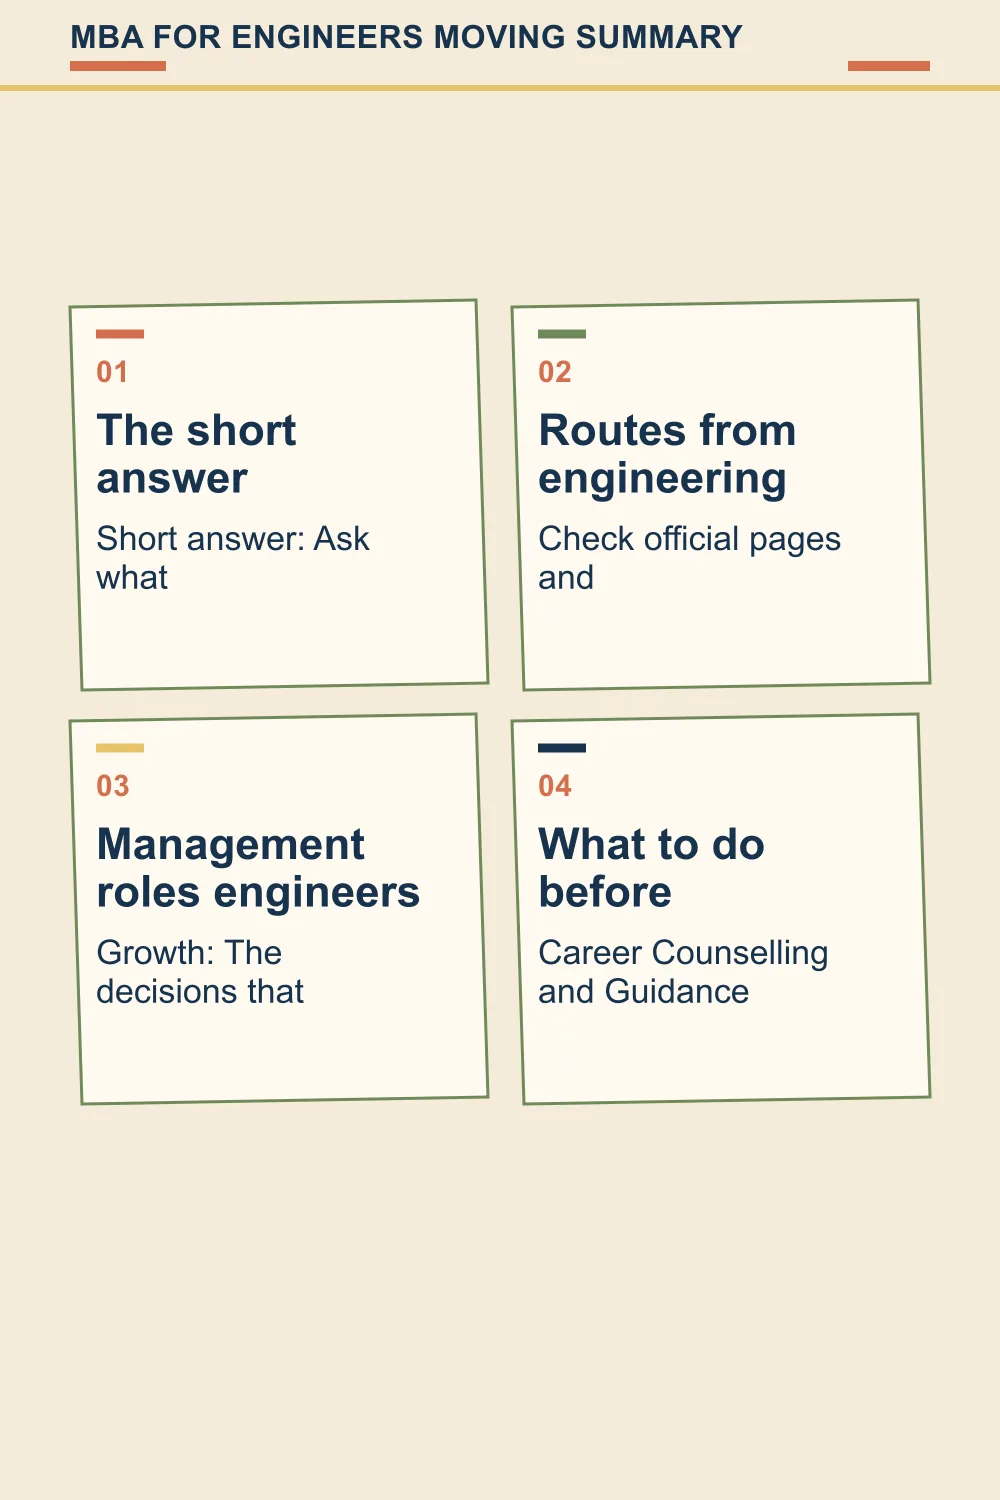 MBA FOR ENGINEERS MOVING SUMMARY
01
The short
answer
Short answer: Ask
what
02
Routes from
engineering
Check official pages
and
03
Management
roles engineers
Growth: The
decisions that
04
What to do
before
Career Counselling
and Guidance